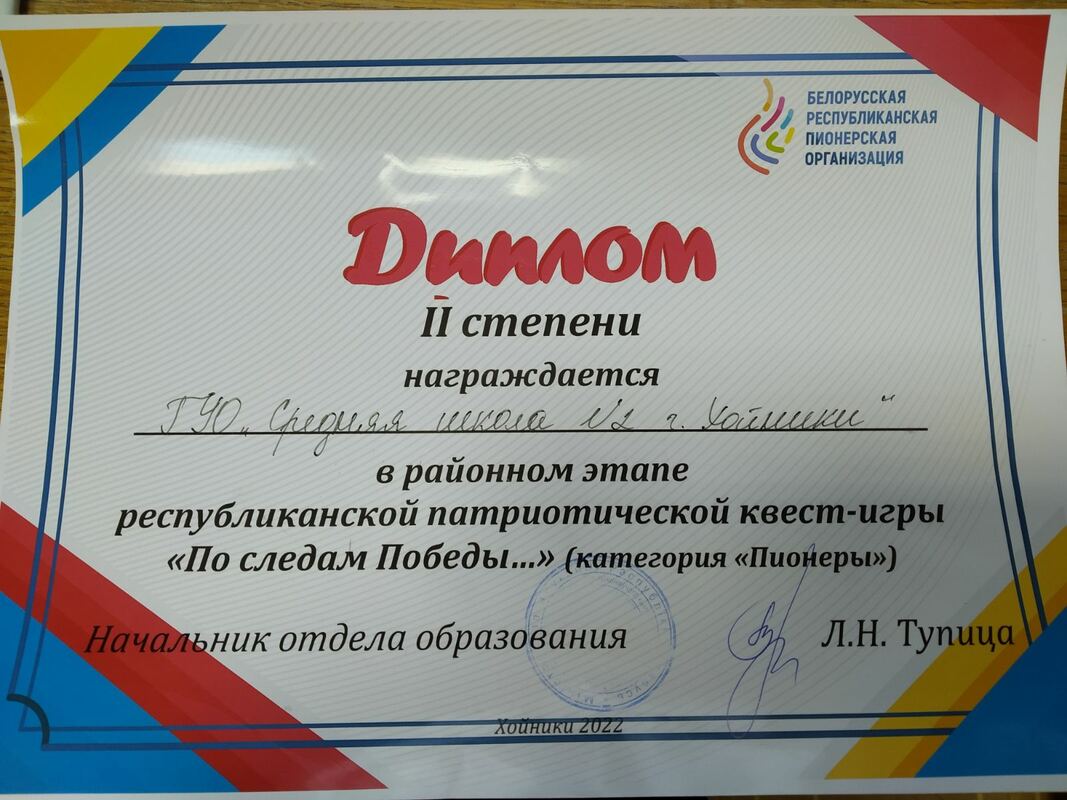 БЕЛОРУССКАЯ
РЕСПУБЛИКАНСКАЯ
ПИОНЕРСКАЯ
ОРГАНИЗАЦИЯ
Диплом
II степени
награждается
ГУО „Средняя школа №2 г. Хойники“
в районном этапе
республиканской патриотической квест-игры
«По следам Победы...» (категория «Пионеры»)
Начальник отдела образования Л.Н. Тупица
Хойники 2022